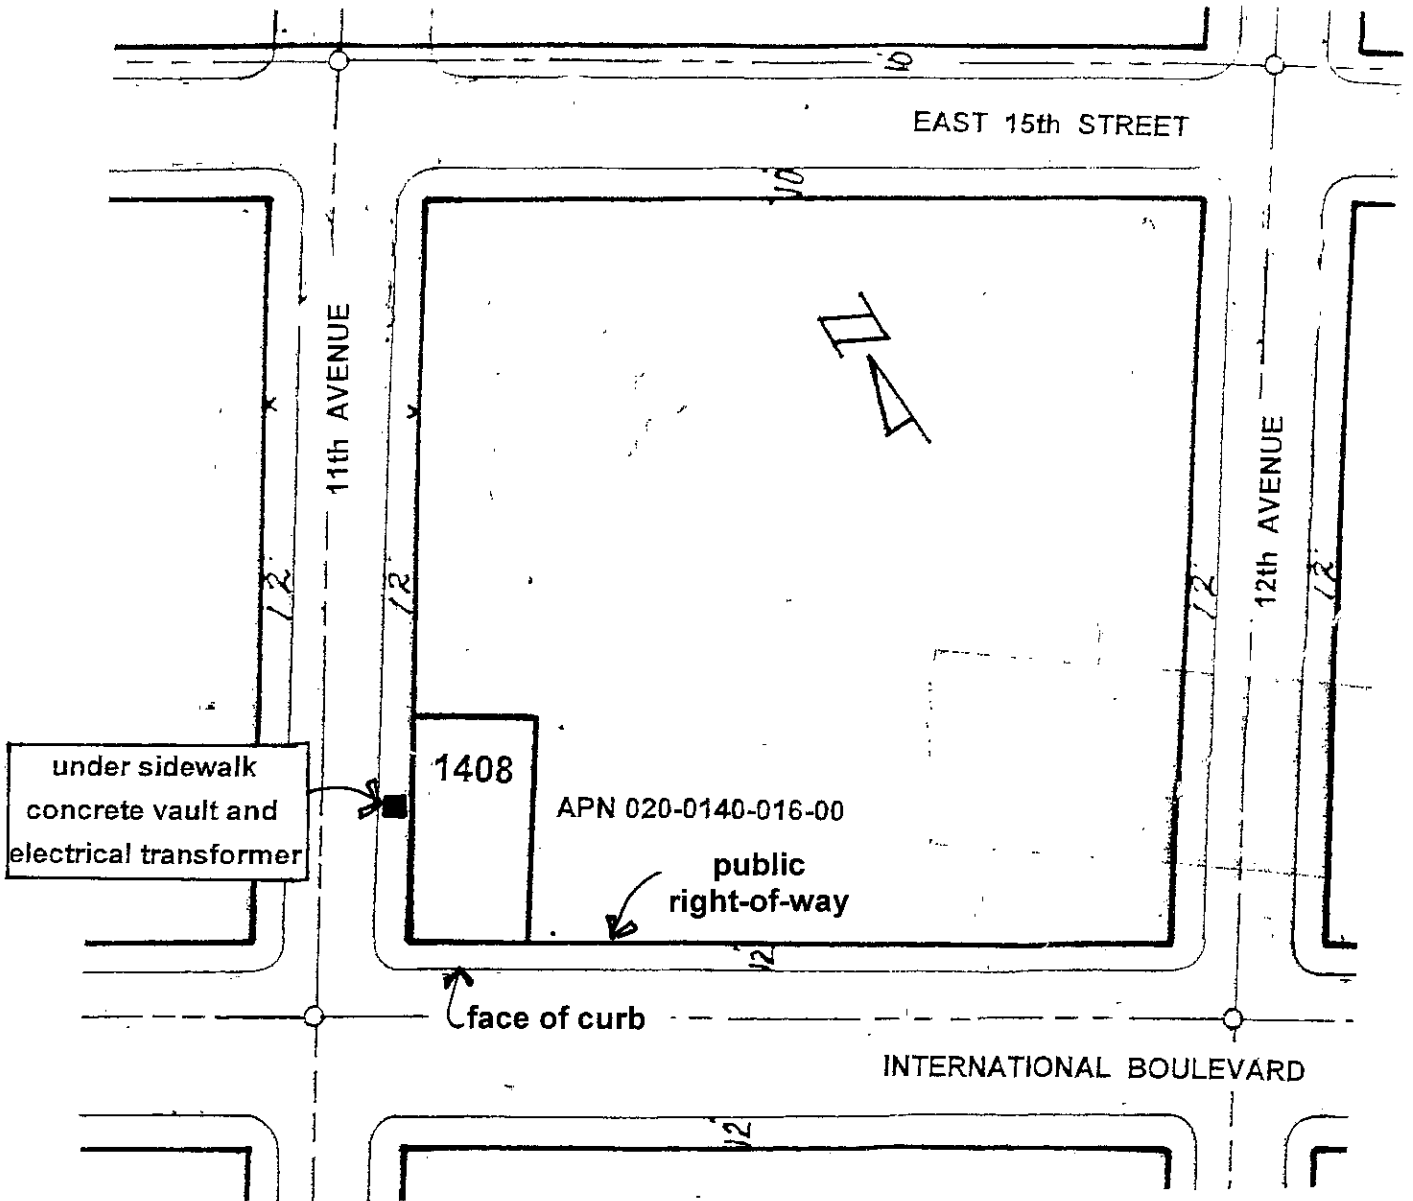 10
EAST 15th STREET
10
N
11th AVENUE
12th AVENUE
12'
12'
12'
12'
under sidewalk
concrete vault and
electrical transformer
1408
APN 020-0140-016-00
public
right-of-way
12
face of curb
INTERNATIONAL BOULEVARD
12